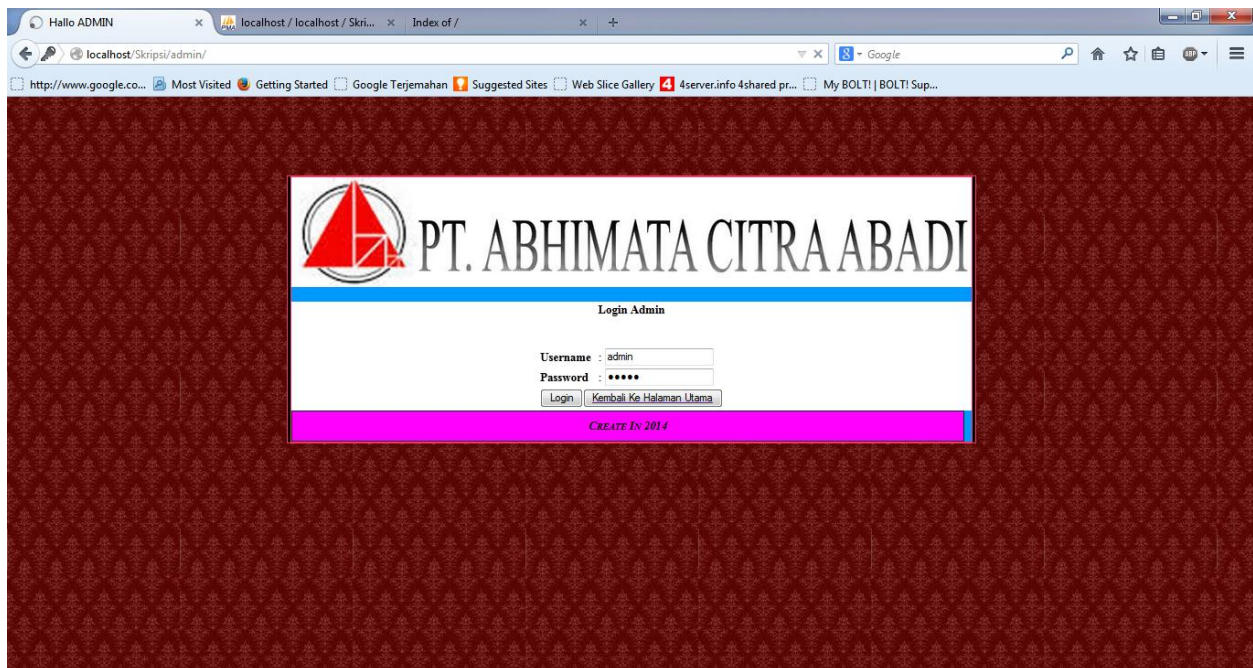 Hallo ADMIN
localhost / localhost / Skri...
Index of /
localhost/Skripsi/admin/
Google
http://www.google.co... Most Visited Getting Started Google Terjemahan Suggested Sites Web Slice Gallery 4server.info 4shared pr... My BOLT! | BOLT! Sup...
PT. ABHIMATA CITRA ABADI
Login Admin
Username : admin
Password : •••••
Login Kembali Ke Halaman Utama
CREATE IN 2014